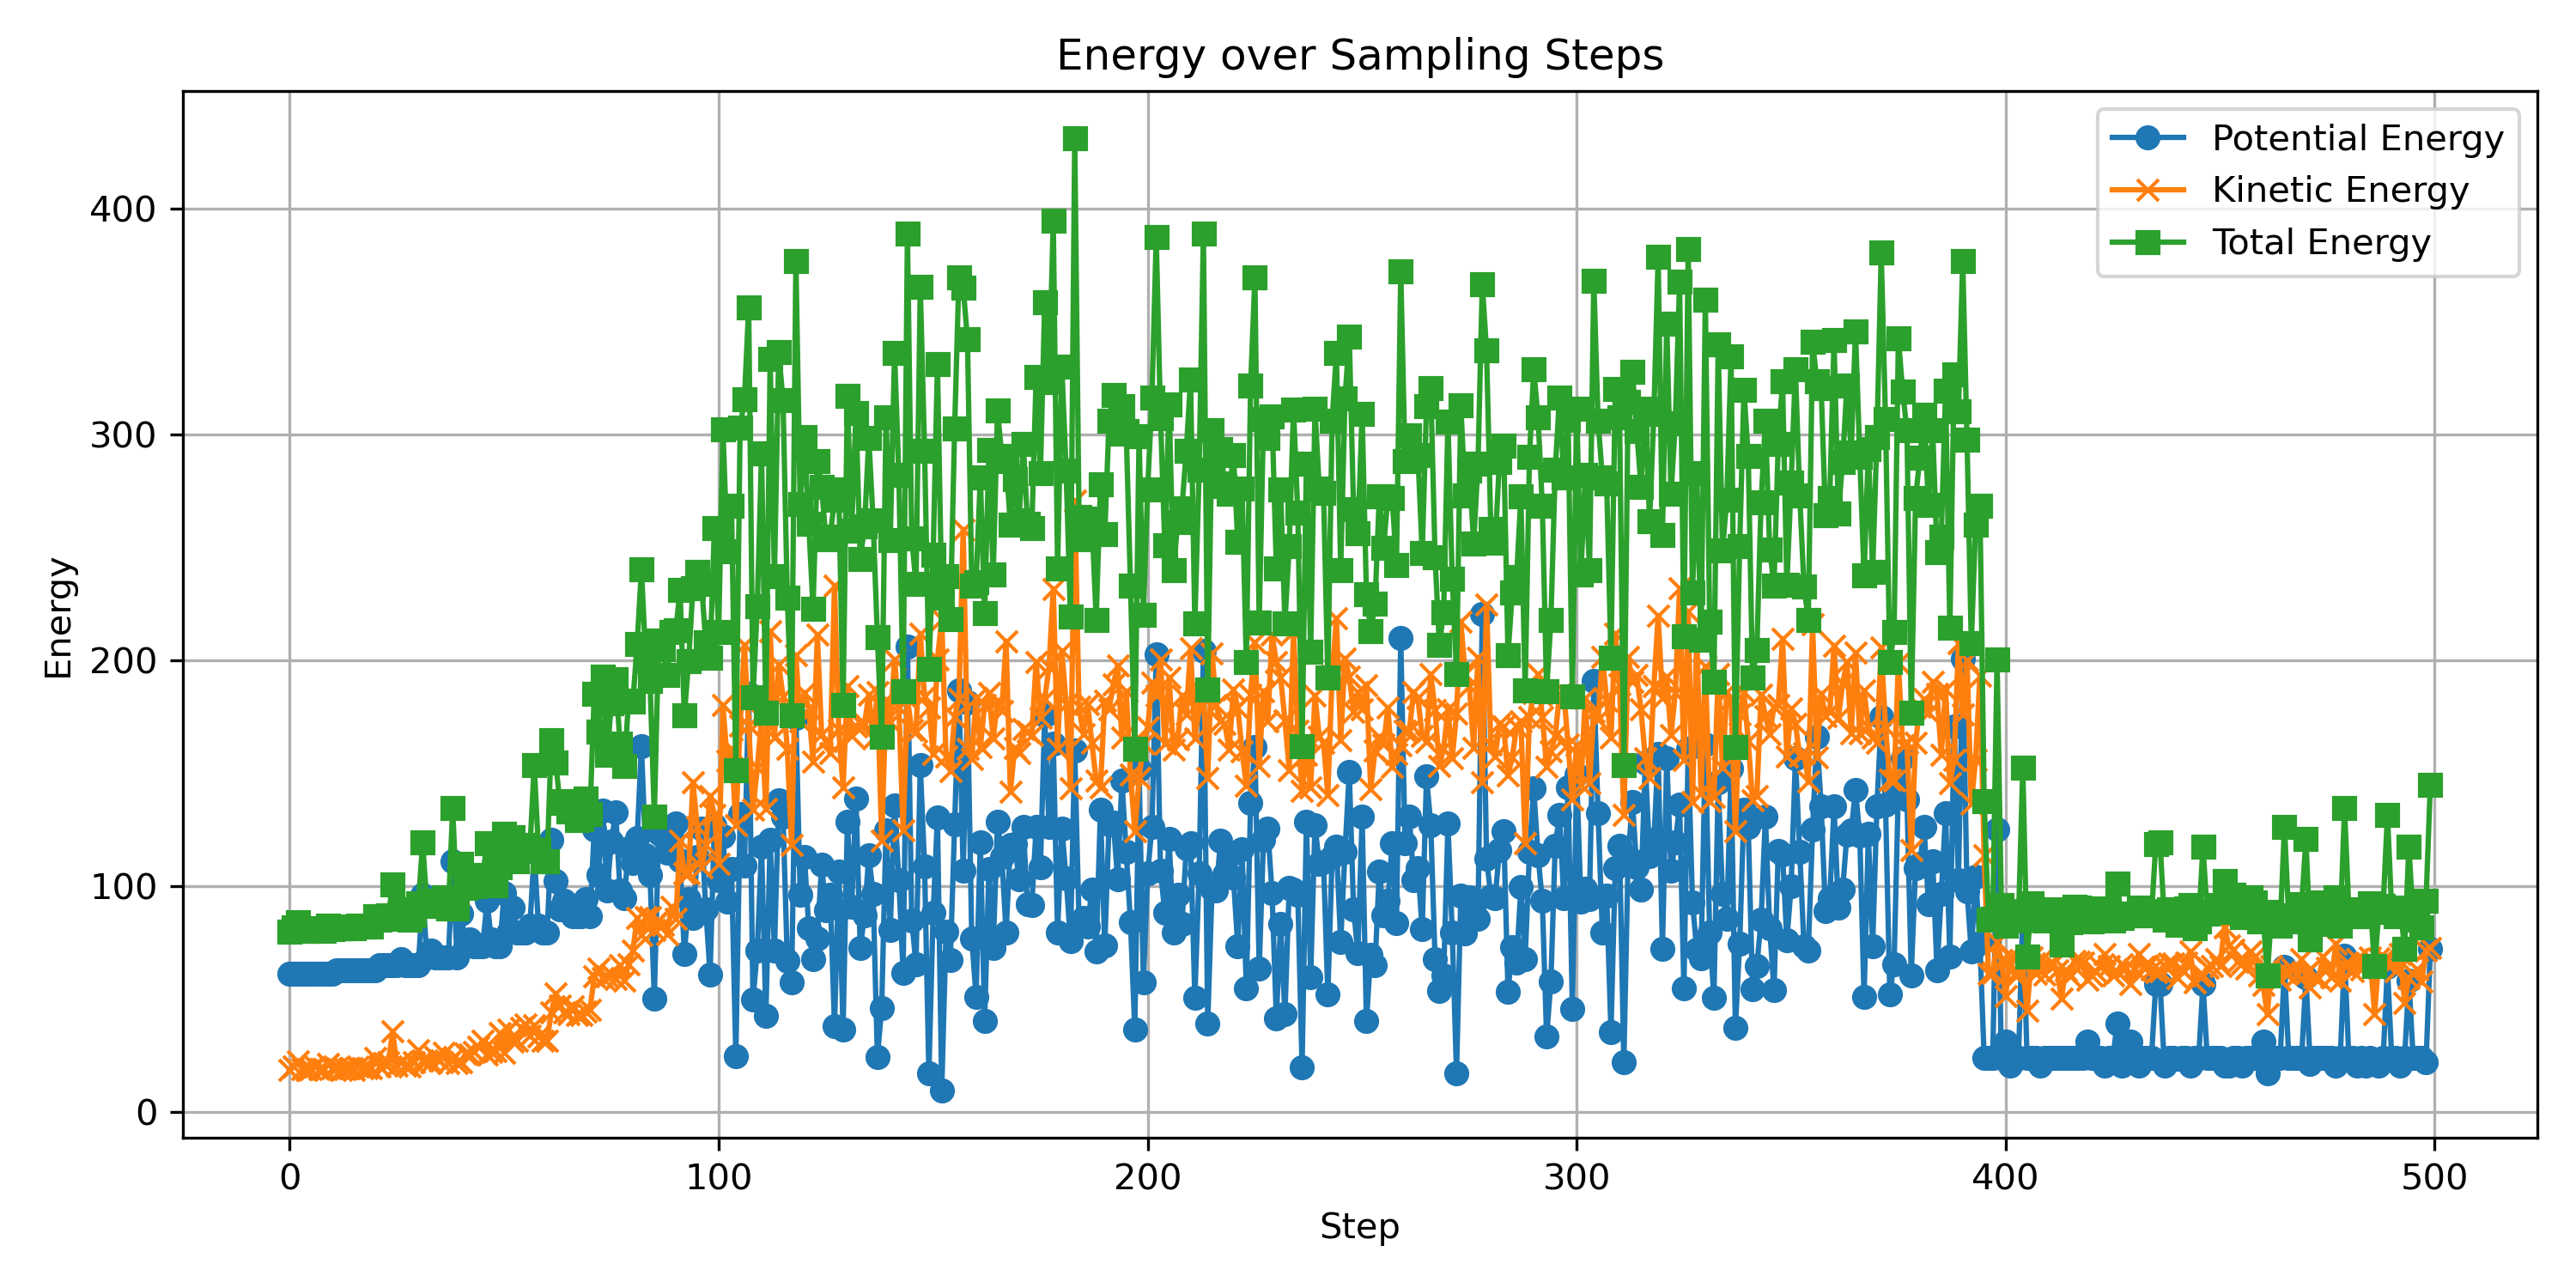 Energy over Sampling Steps
Potential Energy
Kinetic Energy
Total Energy
Energy
400
300
200
100
0
0 100 200 300 400 500
Step